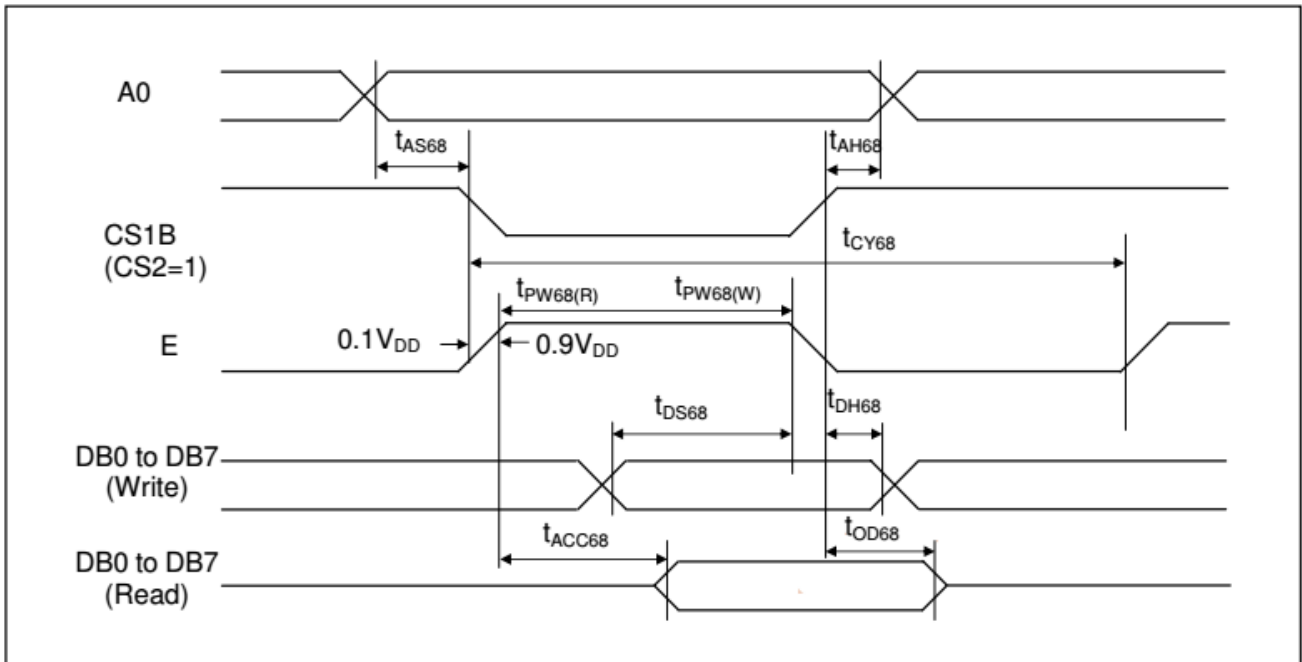 A0
tAS68
tAH68
CS1B
(CS2=1)
tCY68
tPW68(R)
tPW68(W)
E
0.1VDD
0.9VDD
tDS68
tDH68
DB0 to DB7
(Write)
tACC68
tOD68
DB0 to DB7
(Read)